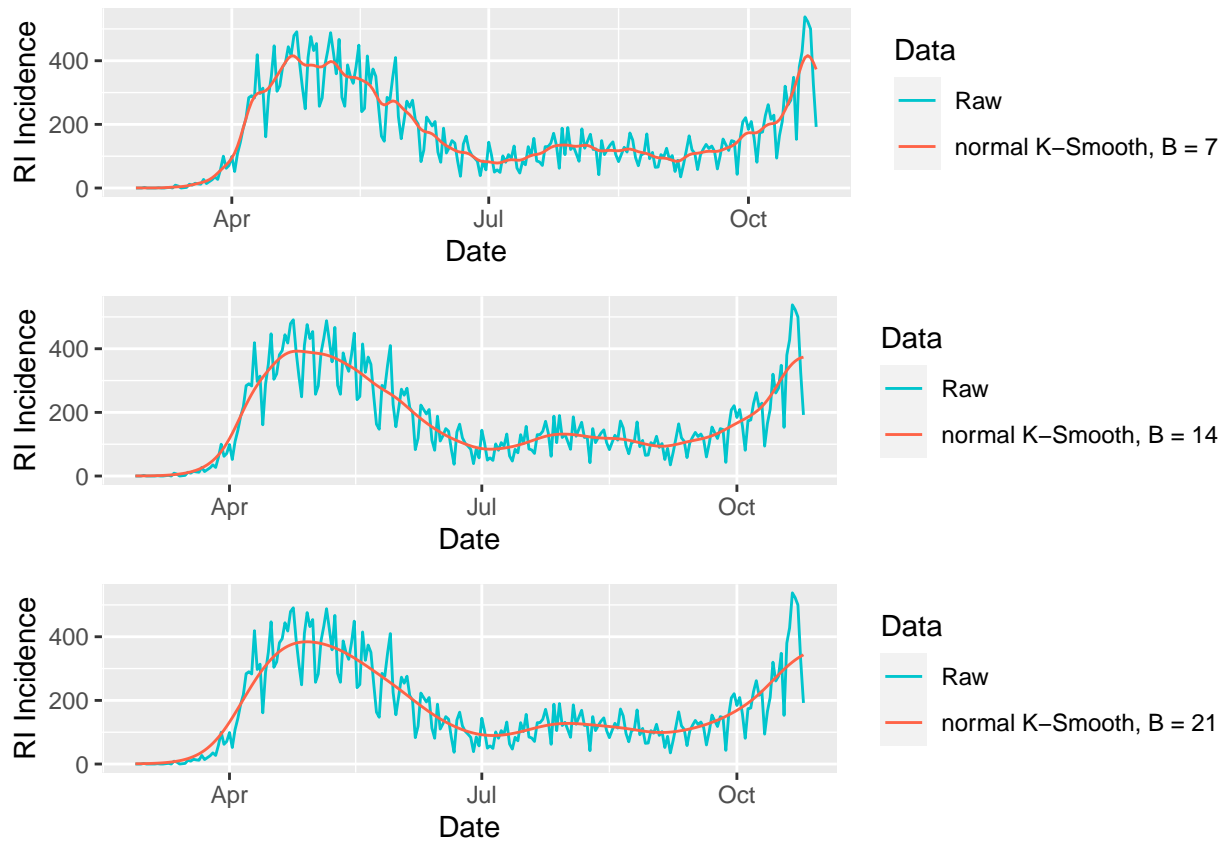 RI Incidence
400
200
0
Apr
Jul
Oct
Date
Data
Raw
normal K−Smooth, B = 7
RI Incidence
400
200
0
Apr
Jul
Oct
Date
Data
Raw
normal K−Smooth, B = 14
RI Incidence
400
200
0
Apr
Jul
Oct
Date
Data
Raw
normal K−Smooth, B = 21